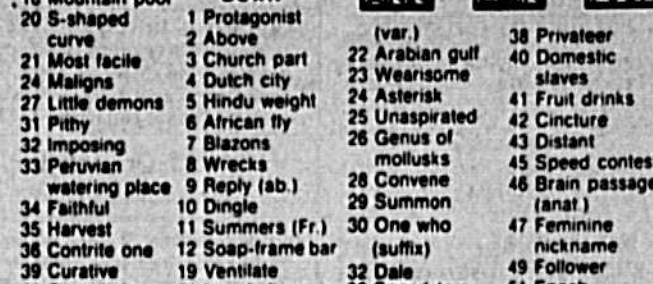 20 S-shaped
curve
21 Most facile
24 Maligns
27 Little demons
31 Pithy
32 Imposing
33 Peruvian
watering place
34 Faithful
35 Harvest
36 Contrite one
39 Curative
1 Protagonist
2 Above
3 Church part
4 Dutch city
5 Hindu weight
6 African fly
7 Blazons
8 Wrecks
9 Reply (ab.)
10 Dingle
11 Summers (Fr.)
12 Soap-frame bar
19 Ventilate
(var.)
22 Arabian gulf
23 Wearisome
24 Asterisk
25 Unaspirated
26 Genus of
mollusks
28 Convene
29 Summon
30 One who
(suffix)
32 Dale
38 Privateer
40 Domestic
slaves
41 Fruit drinks
42 Cincture
43 Distant
45 Speed contes
46 Brain passage
(anat.)
47 Feminine
nickname
49 Follower